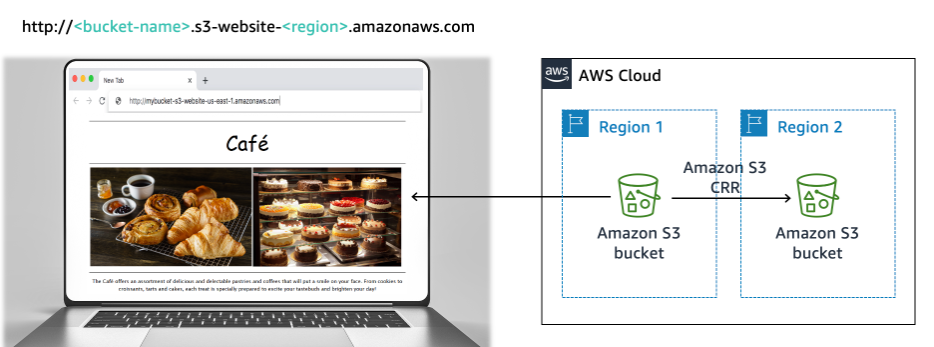 http://<bucket-name>.s3-website-<region>.amazonaws.com
New Tab
x
+
http://mybucket-s3-website-us-east-1.amazonaws.com
Café
The Café offers an assortment of delicious and delectable pastries and coffees that will put a smile on your face. From cookies to
croissants, tarts and cakes, each treat is specially prepared to excite your tastebuds and brighten your day!
aws
AWS Cloud
Region 1
Region 2
Amazon S3
CRR
Amazon S3
bucket
Amazon S3
bucket